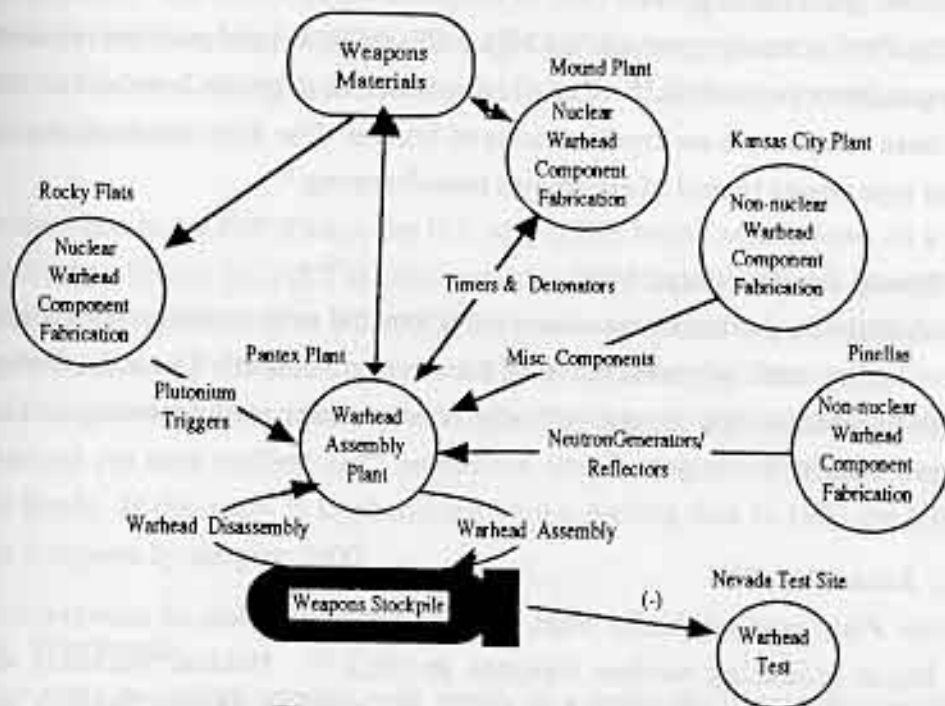 Weapons
Materials
Mound Plant
Nuclear
Warhead
Component
Fabrication
Kansas City Plant
Non-nuclear
Warhead
Component
Fabrication
Rocky Flats
Nuclear
Warhead
Component
Fabrication
Timers & Detonators
Pantex Plant
Misc. Components
Pinellas
Plutonium
Triggers
Warhead
Assembly
Plant
NeutronGenerators/
Reflectors
Non-nuclear
Warhead
Component
Fabrication
Warhead Disassembly
Warhead Assembly
Weapons Stockpile
Nevada Test Site
(-)
Warhead
Test